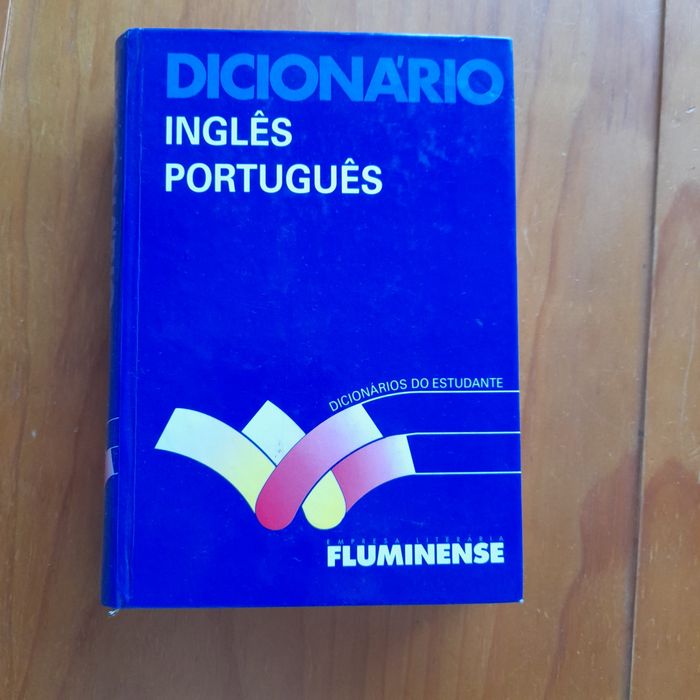 DICIONÁRIO
INGLÊS
PORTUGUÊS
DICIONÁRIOS DO ESTUDANTE
EMPRESA LITERÁRIA
FLUMINENSE